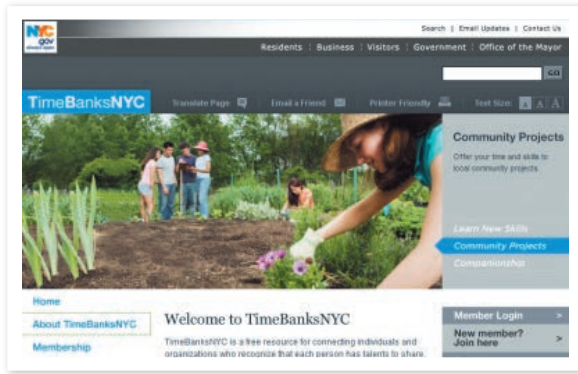 NYC
.gov
Search | Email Updates | Contact Us
Residents Business Visitors Government Office of the Mayor
GO
TimeBanksNYC
Translate Page Email a Friend Printer Friendly Text Size: A A A
Community Projects
Offer your time and skills to
local community projects.
Learn New Skills
Community Projects
Companionship
Home
About TimeBanksNYC
Membership
Welcome to TimeBanksNYC
TimeBanksNYC is a free resource for connecting individuals and
organizations who recognize that each person has talents to share.
Member Login >
New member?
Join here >